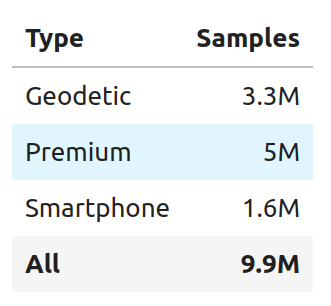 Type Samples
Geodetic 3.3M
Premium 5M
Smartphone 1.6M
All 9.9M